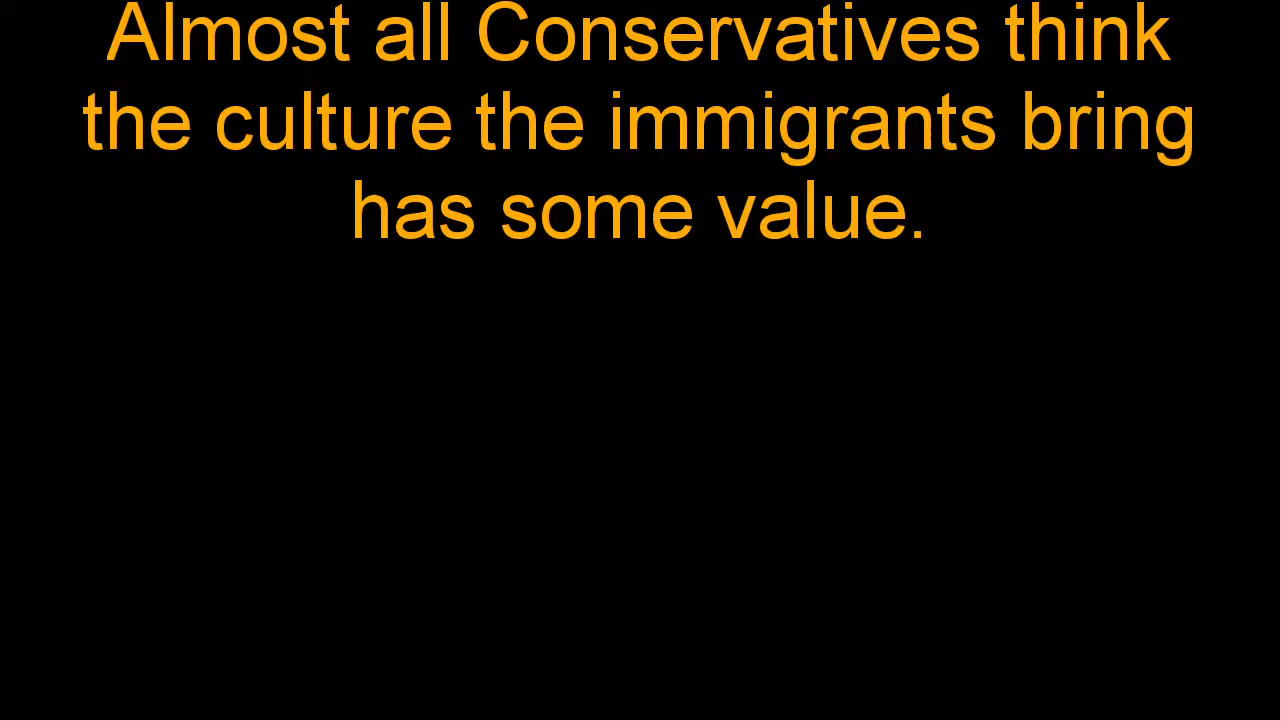 Almost all Conservatives think
the culture the immigrants bring
has some value.